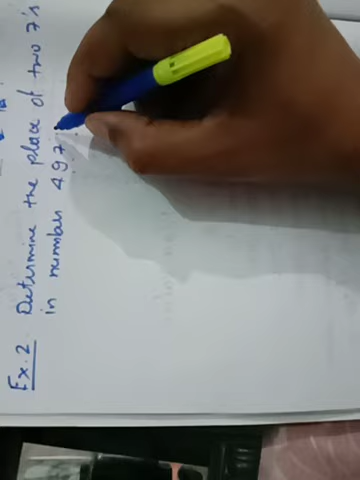 Ex.2 Determine the place of two 7's
in number 497